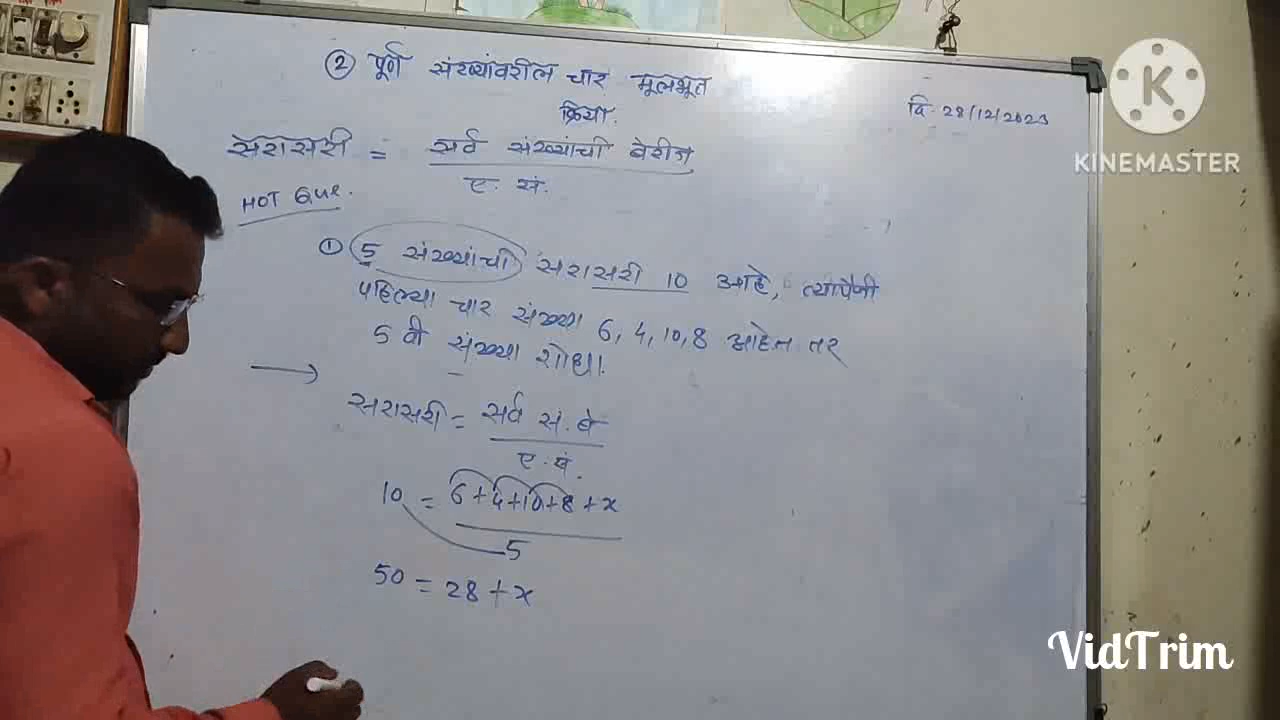 ② पूर्ण संख्यांवरील चार मूलभूत
क्रिया.
दि. 28/12/2023
सरासरी = सर्व संख्यांची बेरीज
ए. सं.
HOT Que.
① 5 संख्यांची सरासरी 10 आहे, त्यापैकी
पहिल्या चार संख्या 6, 4, 10, 8 आहेत तर
5 वी संख्या शोधा.
→
सरासरी = सर्व सं. बे
ए. सं.
10 = 6+4+10+8+x
5
50 = 28 + x
K
KINEMASTER
VidTrim